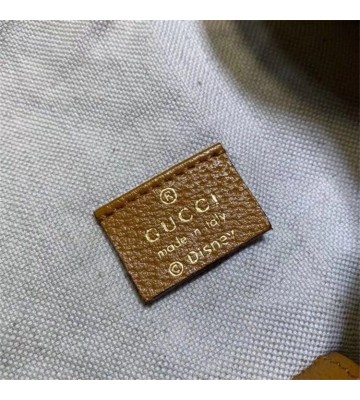 ®
GUCCI
made in italy
© Disney